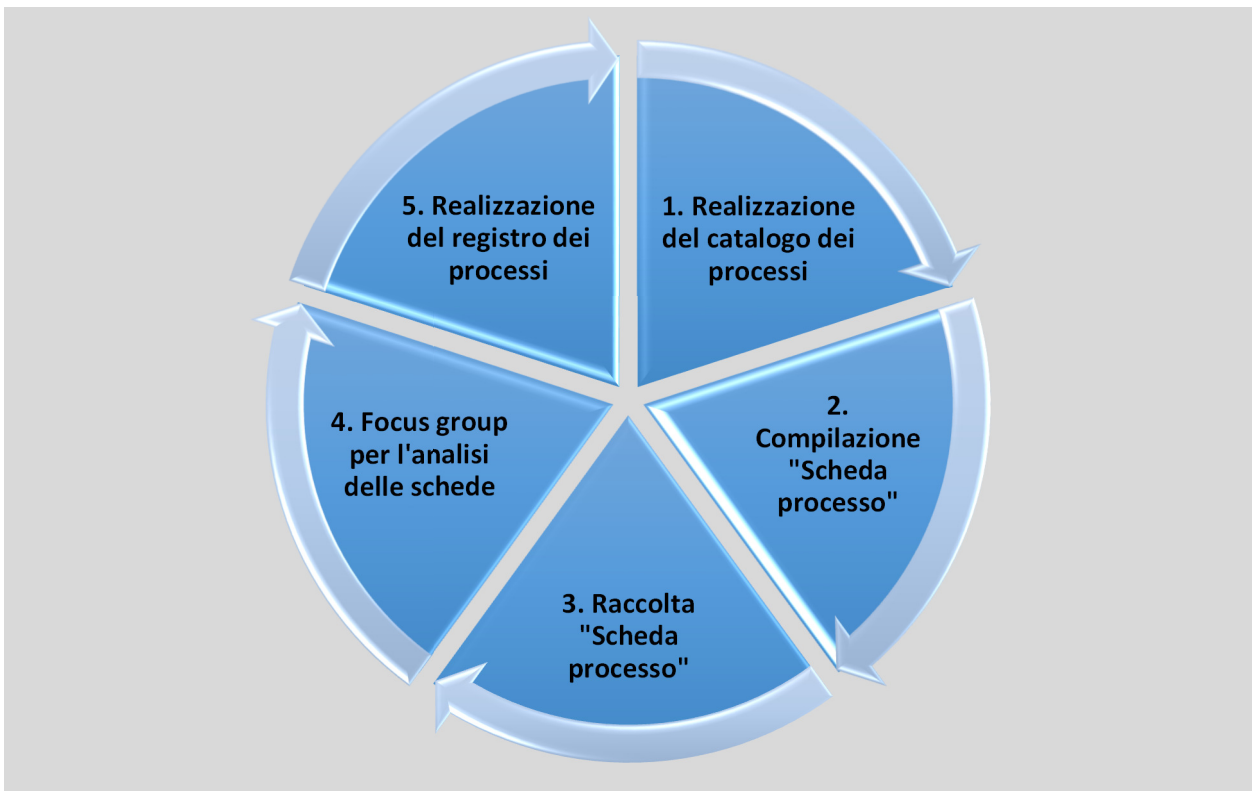 1. Realizzazione
del catalogo dei
processi
2.
Compilazione
"Scheda
processo"
3. Raccolta
"Scheda
processo"
4. Focus group
per l'analisi
delle schede
5. Realizzazione
del registro dei
processi